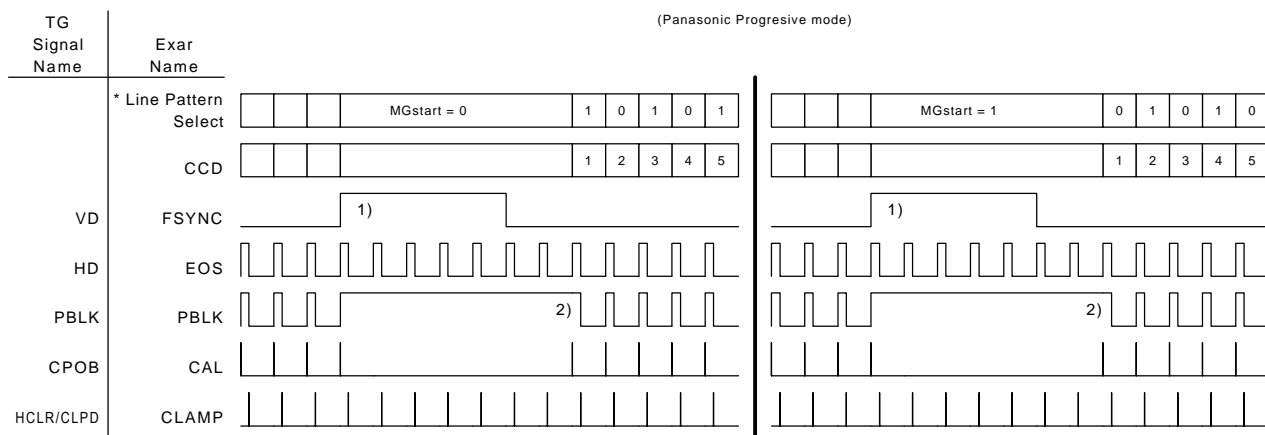 (Panasonic Progresive mode)
TG
Signal
Name
Exar
Name
* Line Pattern
Select
MGstart = 0
1 0 1 0 1
MGstart = 1
0 1 0 1 0
CCD
1 2 3 4 5
1 2 3 4 5
VD FSYNC
1)
1)
HD EOS
PBLK PBLK
2)
2)
CPOB CAL
HCLR/CLPD CLAMP